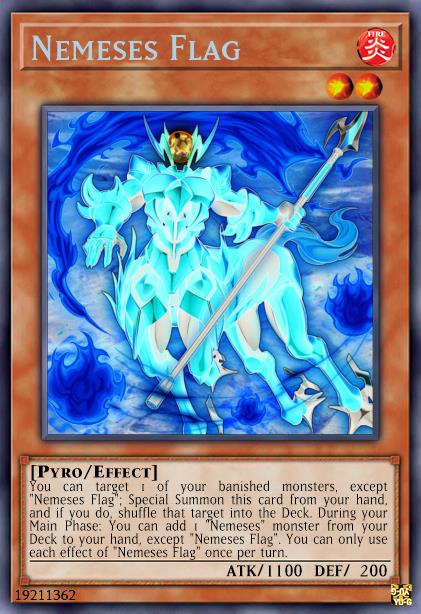 Nemeses Flag
FIRE
炎
[Pyro/Effect]
You can target 1 of your banished monsters, except
"Nemeses Flag"; Special Summon this card from your hand,
and if you do, shuffle that target into the Deck. During your
Main Phase: You can add 1 "Nemeses" monster from your
Deck to your hand, except "Nemeses Flag". You can only use
each effect of "Nemeses Flag" once per turn.
ATK/1100 DEF/ 200
19211362